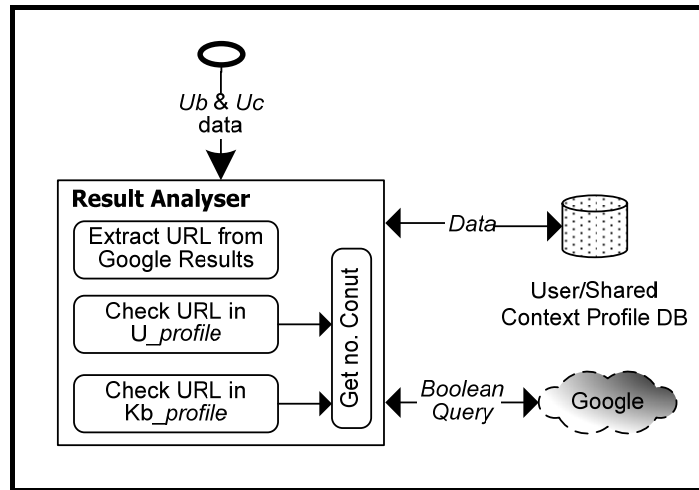 Ub & Uc
data
Result Analyser
Extract URL from
Google Results
Check URL in
U_profile
Check URL in
Kb_profile
Get no. Conut
Data
User/Shared
Context Profile DB
Boolean
Query
Google